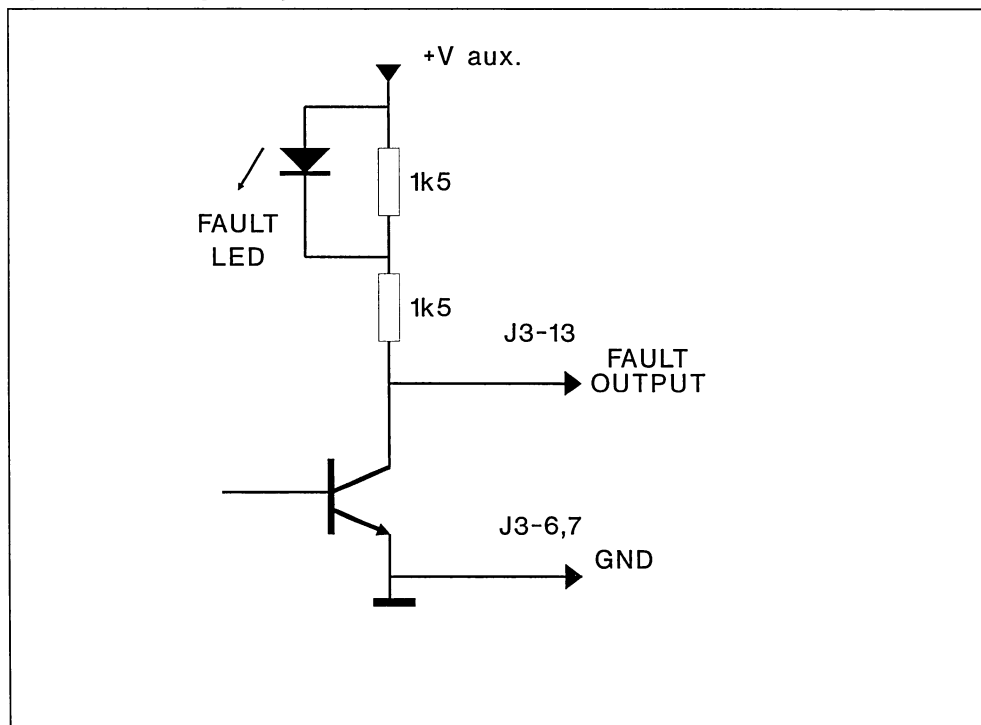 +V aux.
1k5
FAULT
LED
1k5
J3-13
FAULT
OUTPUT
J3-6,7
GND